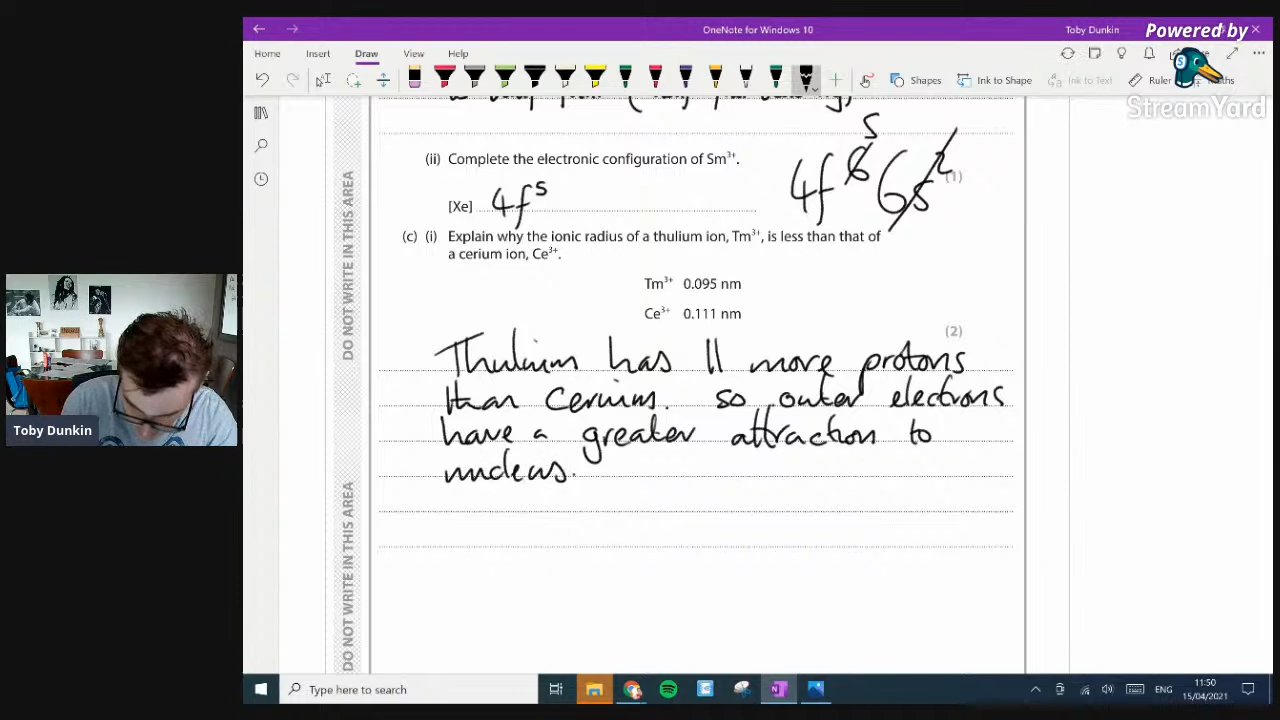 OneNote for Windows 10
Toby Dunkin
Powered by
StreamYard
Home Insert Draw View Help
Shapes Ink to Shape Ink to Text Ruler
(ii) Complete the electronic configuration of Sm³⁺.
(1)
[Xe] 4f⁵
4f⁶ ⁵ 6s²
(c) (i) Explain why the ionic radius of a thulium ion, Tm³⁺, is less than that of
a cerium ion, Ce³⁺.
Tm³⁺ 0.095 nm
Ce³⁺ 0.111 nm
(2)
Thulium has 11 more protons
than Cerium. so outer electrons
have a greater attraction to
nucleus.
DO NOT WRITE IN THIS AREA
DO NOT WRITE IN THIS AREA
Toby Dunkin
Type here to search
ENG
11:50
15/04/2021